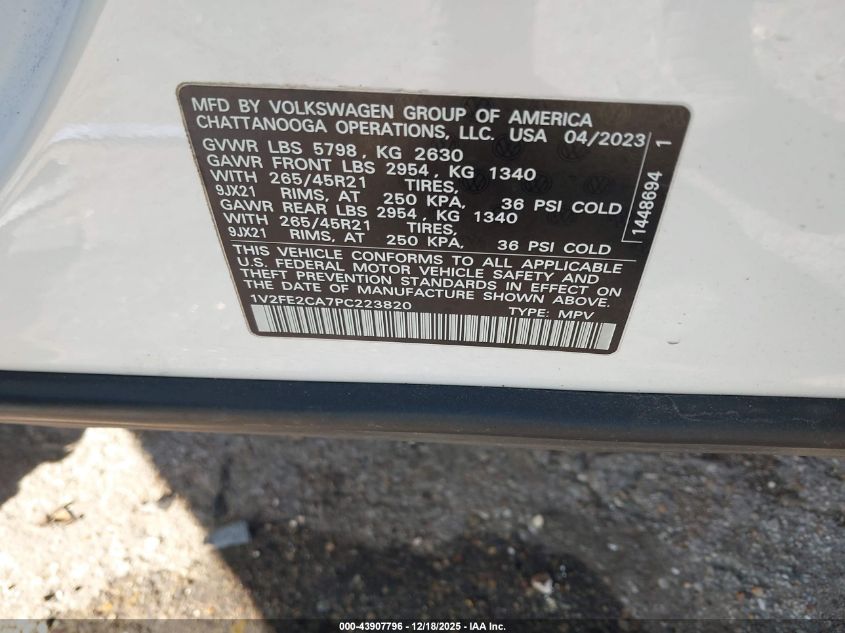 MFD BY VOLKSWAGEN GROUP OF AMERICA
CHATTANOOGA OPERATIONS, LLC. USA 04/2023
GVWR LBS 5798, KG 2630
GAWR FRONT LBS 2954, KG 1340
WITH 265/45R21 TIRES,
9JX21 RIMS, AT 250 KPA, 36 PSI COLD
GAWR REAR LBS 2954, KG 1340
WITH 265/45R21 TIRES,
9JX21 RIMS, AT 250 KPA, 36 PSI COLD
THIS VEHICLE CONFORMS TO ALL APPLICABLE
U.S. FEDERAL MOTOR VEHICLE SAFETY AND
THEFT PREVENTION STANDARDS IN EFFECT ON
THE DATE OF MANUFACTURE SHOWN ABOVE.
1V2FE2CA7PC223820 TYPE: MPV
1448694 1
000-43907796 - 12/18/2025 - IAA Inc.